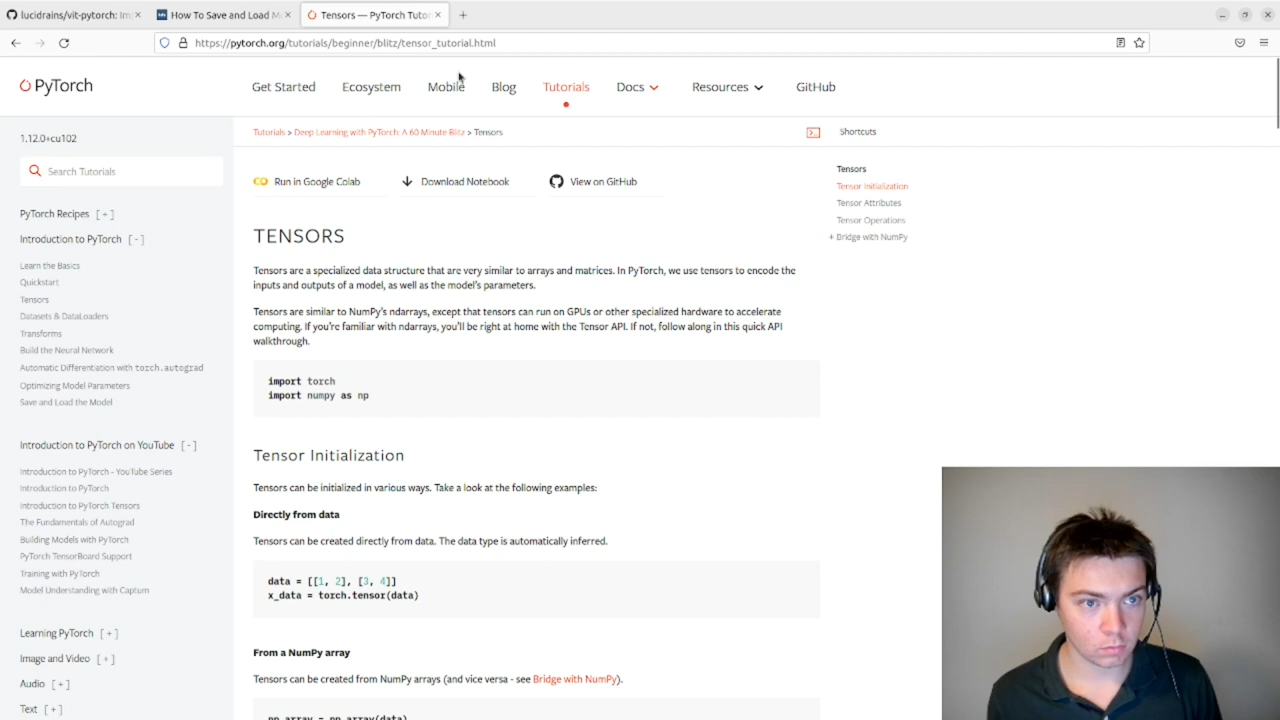 lucidrains/vit-pytorch: Im
How To Save and Load M
Tensors — PyTorch Tutor
https://pytorch.org/tutorials/beginner/blitz/tensor_tutorial.html
PyTorch
Get Started
Ecosystem
Mobile
Blog
Tutorials
Docs
Resources
GitHub
1.12.0+cu102
Search Tutorials
PyTorch Recipes [ + ]
Introduction to PyTorch [ - ]
Learn the Basics
Quickstart
Tensors
Datasets & DataLoaders
Transforms
Build the Neural Network
Automatic Differentiation with torch.autograd
Optimizing Model Parameters
Save and Load the Model
Introduction to PyTorch on YouTube [ - ]
Introduction to PyTorch - YouTube Series
Introduction to PyTorch
Introduction to PyTorch Tensors
The Fundamentals of Autograd
Building Models with PyTorch
PyTorch TensorBoard Support
Training with PyTorch
Model Understanding with Captum
Learning PyTorch [ + ]
Image and Video [ + ]
Audio [ + ]
Text [ + ]
Tutorials > Deep Learning with PyTorch: A 60 Minute Blitz > Tensors
Run in Google Colab
Download Notebook
View on GitHub
TENSORS
Tensors are a specialized data structure that are very similar to arrays and matrices. In PyTorch, we use tensors to encode the
inputs and outputs of a model, as well as the model's parameters.
Tensors are similar to NumPy's ndarrays, except that tensors can run on GPUs or other specialized hardware to accelerate
computing. If you're familiar with ndarrays, you'll be right at home with the Tensor API. If not, follow along in this quick API
walkthrough.
import torch
import numpy as np
Tensor Initialization
Tensors can be initialized in various ways. Take a look at the following examples:
Directly from data
Tensors can be created directly from data. The data type is automatically inferred.
data = [[1, 2], [3, 4]]
x_data = torch.tensor(data)
From a NumPy array
Tensors can be created from NumPy arrays (and vice versa - see Bridge with NumPy).
np_array = np.array(data)
Shortcuts
Tensors
Tensor Initialization
Tensor Attributes
Tensor Operations
+ Bridge with NumPy